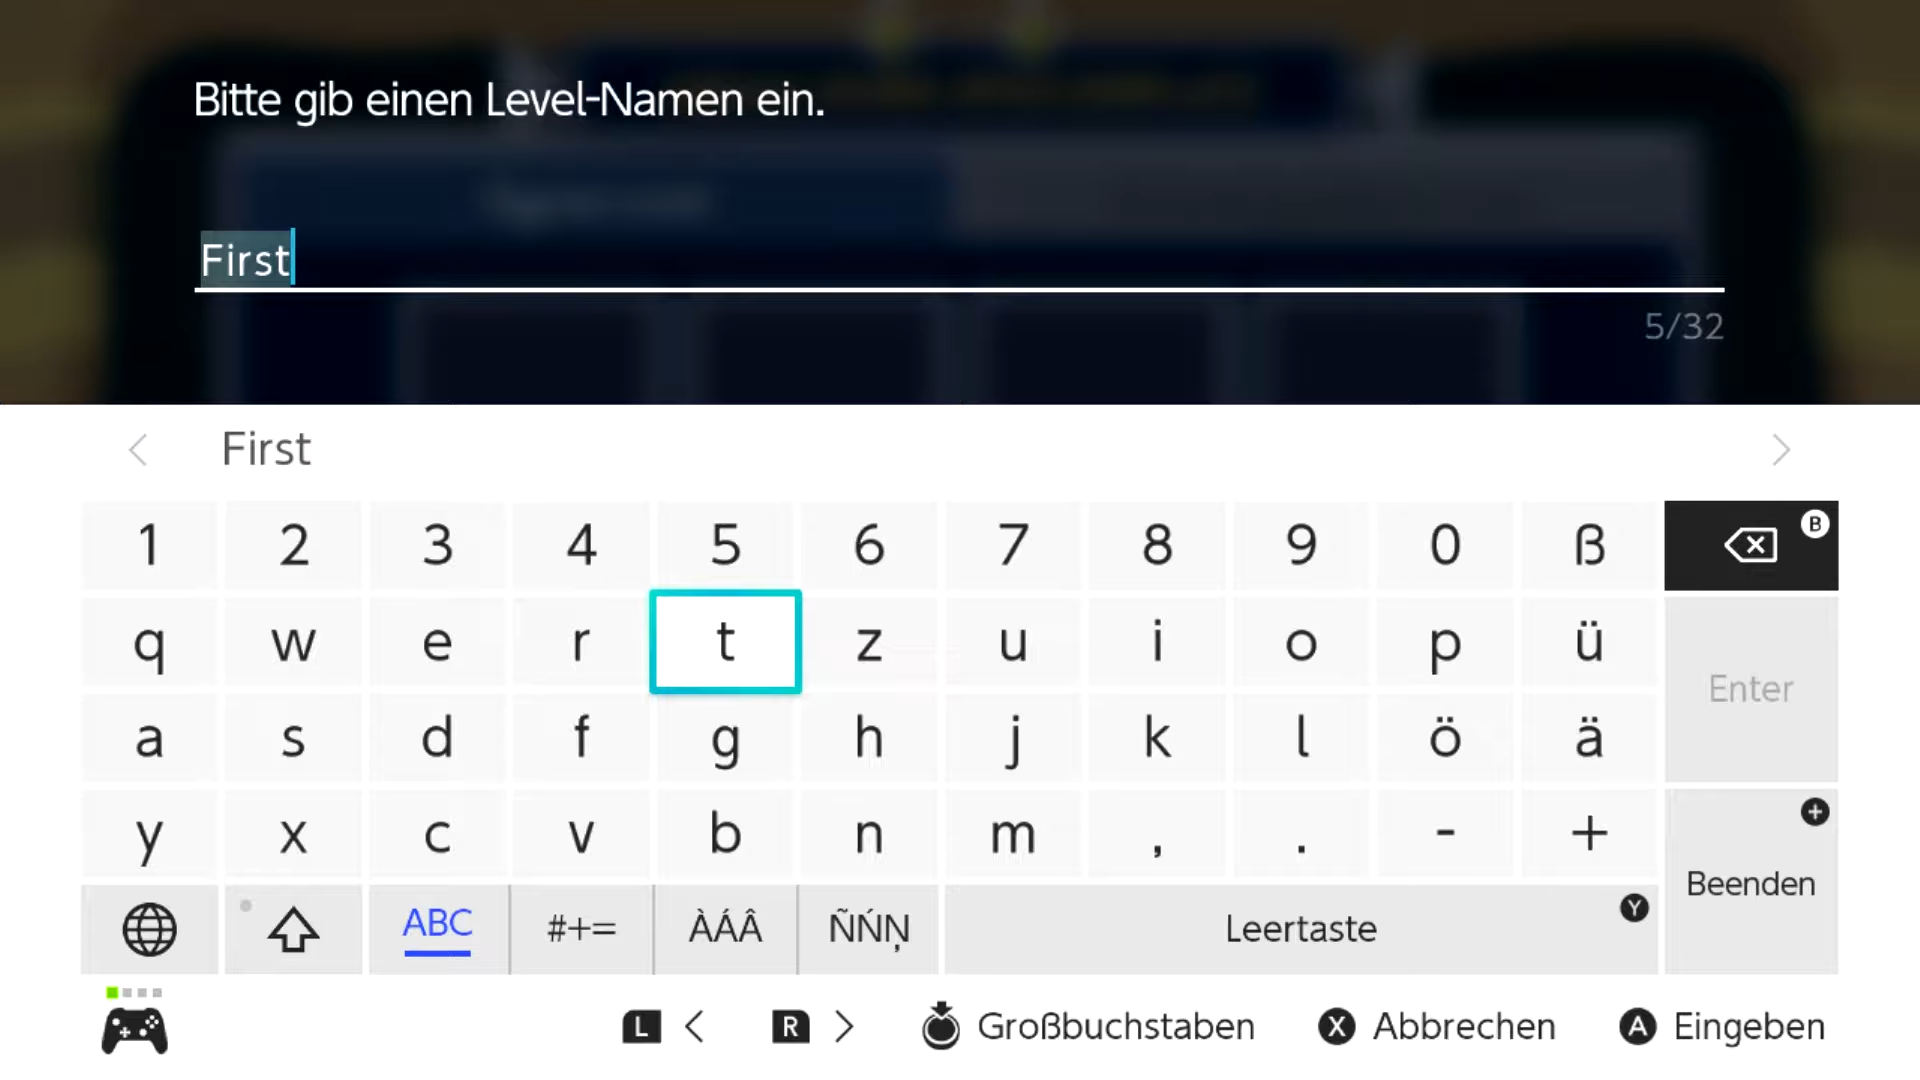 Bitte gib einen Level-Namen ein.
First
5/32
First
1 2 3 4 5 6 7 8 9 0 ß B
q w e r t z u i o p ü Enter
a s d f g h j k l ö ä
y x c v b n m , . - + Beenden
ABC #+= ÀÁÂ ÑŃŅ Leertaste Y
L R Großbuchstaben X Abbrechen A Eingeben